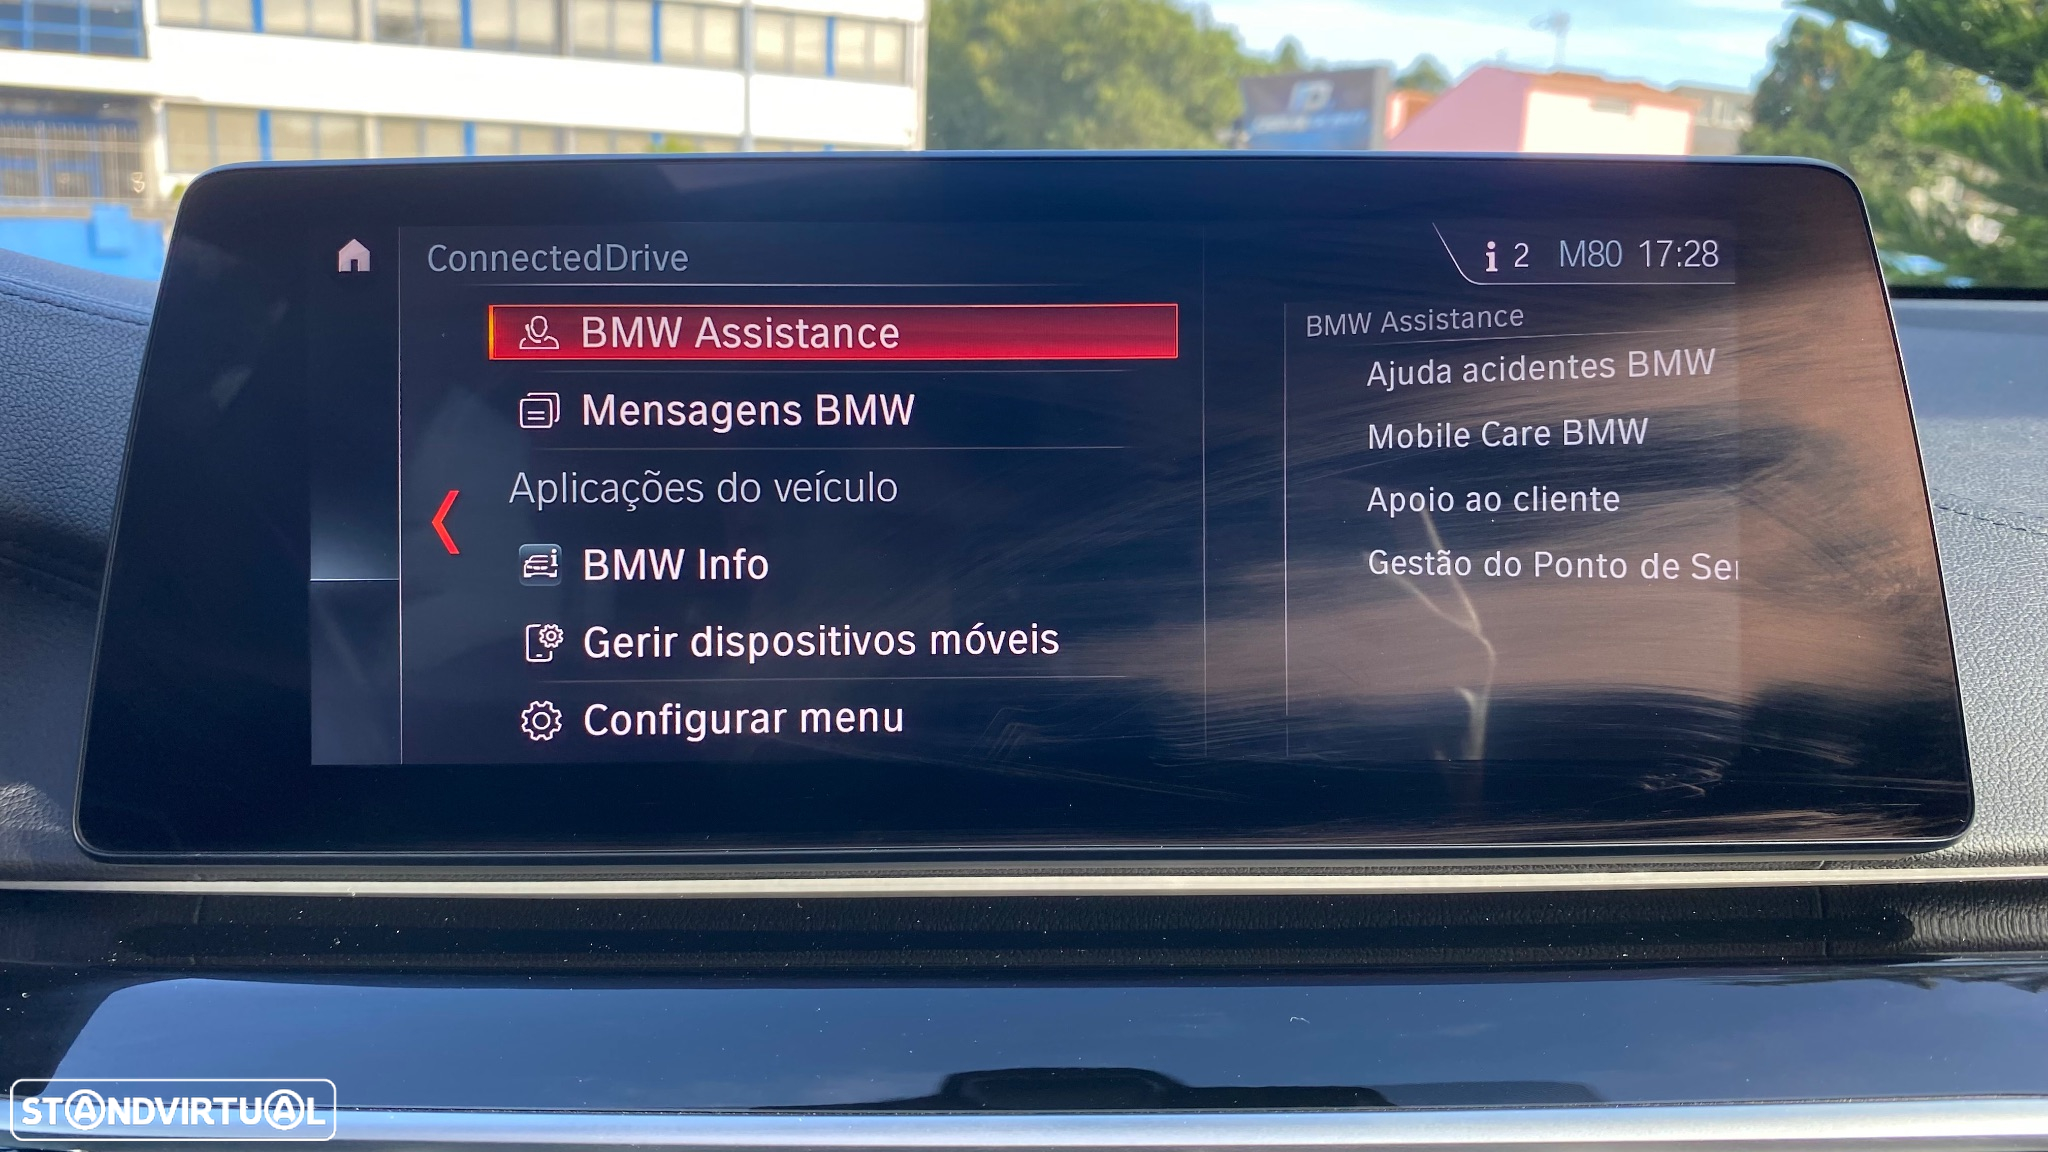 ConnectedDrive
2 M80 17:28
BMW Assistance
Mensagens BMW
Aplicações do veículo
BMW Info
Gerir dispositivos móveis
Configurar menu
BMW Assistance
Ajuda acidentes BMW
Mobile Care BMW
Apoio ao cliente
Gestão do Ponto de Ser
STANDVIRTUAL